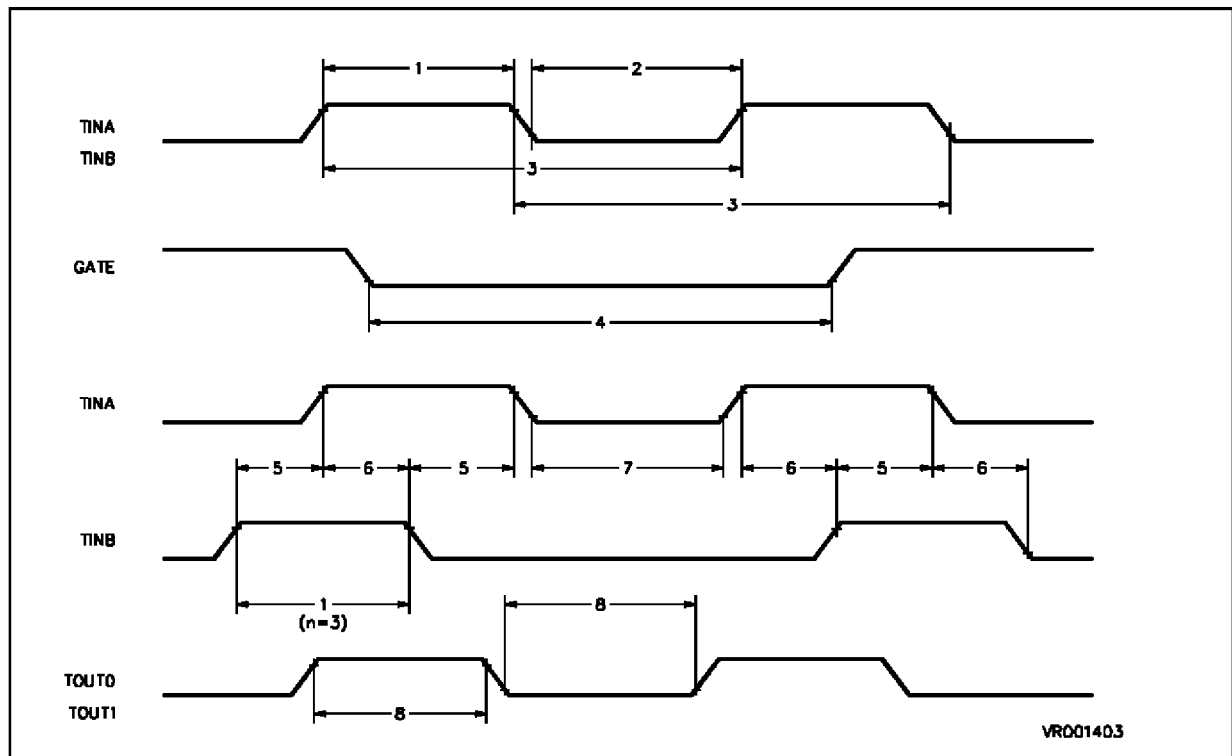 1 2
TINA
TINB
3
3
GATE
4
TINA
5 6 5 7 6 5 6
TINB
1
(n=3)
8
TOUT0
TOUT1
8
VR001403